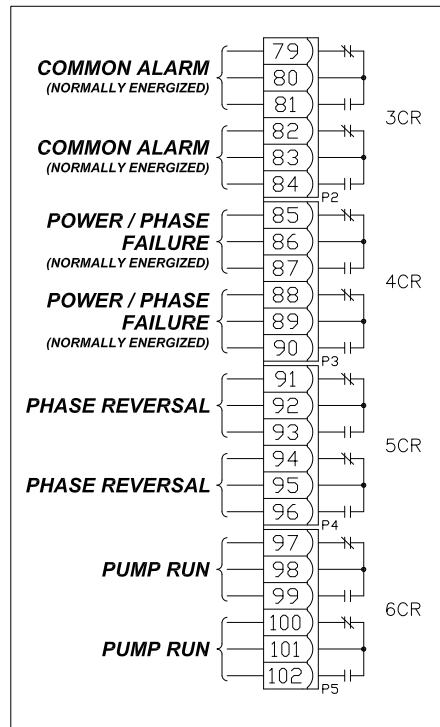 COMMON ALARM
(NORMALLY ENERGIZED)
79
80
81
COMMON ALARM
(NORMALLY ENERGIZED)
82
83
84
P2
3CR
POWER / PHASE
FAILURE
(NORMALLY ENERGIZED)
85
86
87
POWER / PHASE
FAILURE
(NORMALLY ENERGIZED)
88
89
90
P3
4CR
PHASE REVERSAL
91
92
93
PHASE REVERSAL
94
95
96
P4
5CR
PUMP RUN
97
98
99
PUMP RUN
100
101
102
P5
6CR